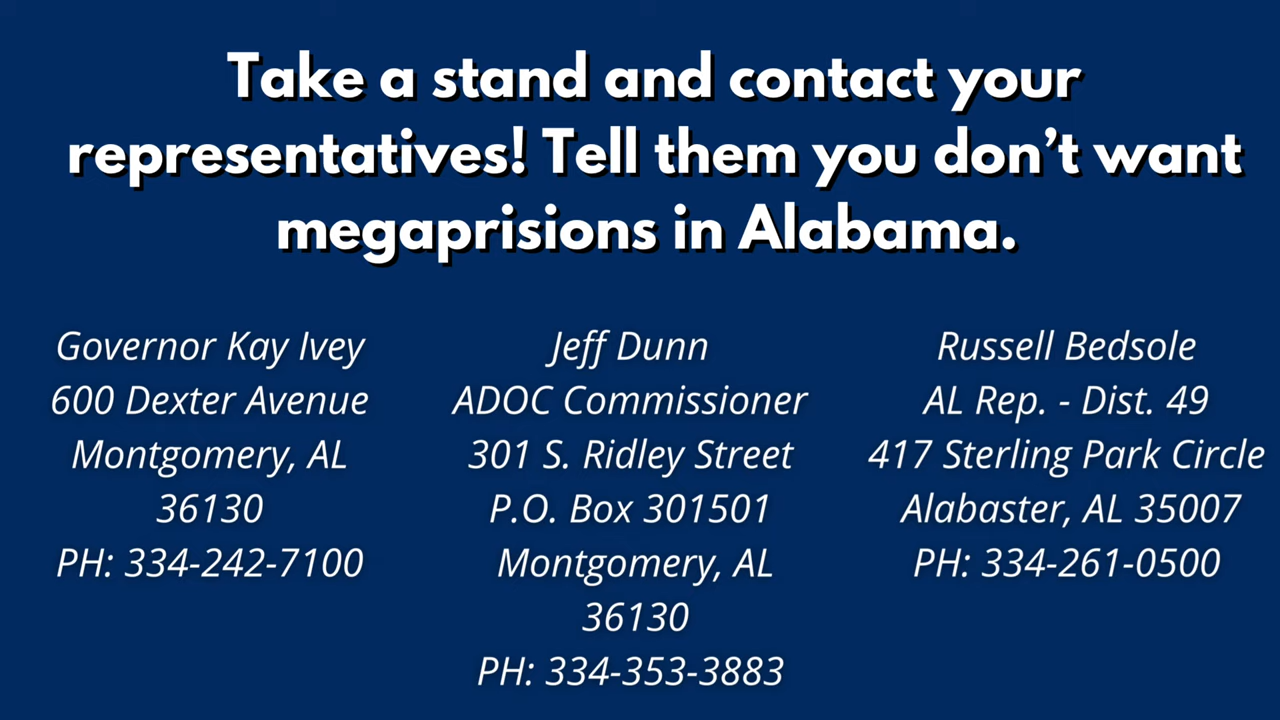 Take a stand and contact your
representatives! Tell them you don’t want
megaprisions in Alabama.
Governor Kay Ivey
600 Dexter Avenue
Montgomery, AL
36130
PH: 334-242-7100
Jeff Dunn
ADOC Commissioner
301 S. Ridley Street
P.O. Box 301501
Montgomery, AL
36130
PH: 334-353-3883
Russell Bedsole
AL Rep. - Dist. 49
417 Sterling Park Circle
Alabaster, AL 35007
PH: 334-261-0500